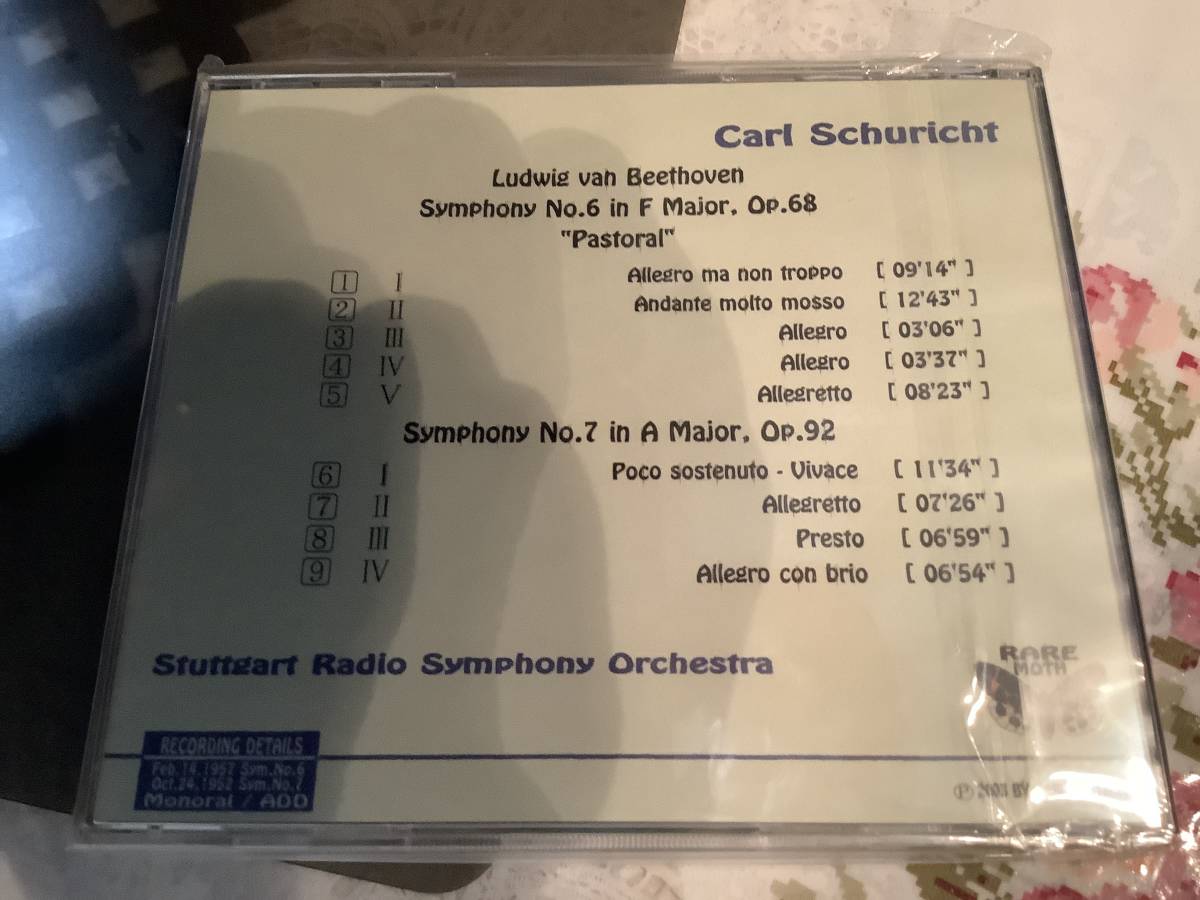 Carl Schuricht
Ludwig van Beethoven
Symphony No.6 in F Major, Op.68
"Pastoral"
1 I Allegro ma non troppo [ 09'14" ]
2 II Andante molto mosso [ 12'43" ]
3 III Allegro [ 03'06" ]
4 IV Allegro [ 03'37" ]
5 V Allegretto [ 08'23" ]
Symphony No.7 in A Major, Op.92
6 I Poco sostenuto - Vivace [ 11'34" ]
7 II Allegretto [ 07'26" ]
8 III Presto [ 06'59" ]
9 IV Allegro con brio [ 06'54" ]
Stuttgart Radio Symphony Orchestra
RARE
MOTH
RECORDING DETAILS
Feb.14.1957 Sym.No.6
Oct.24.1952 Sym.No.7
Monoral / ADD
BY